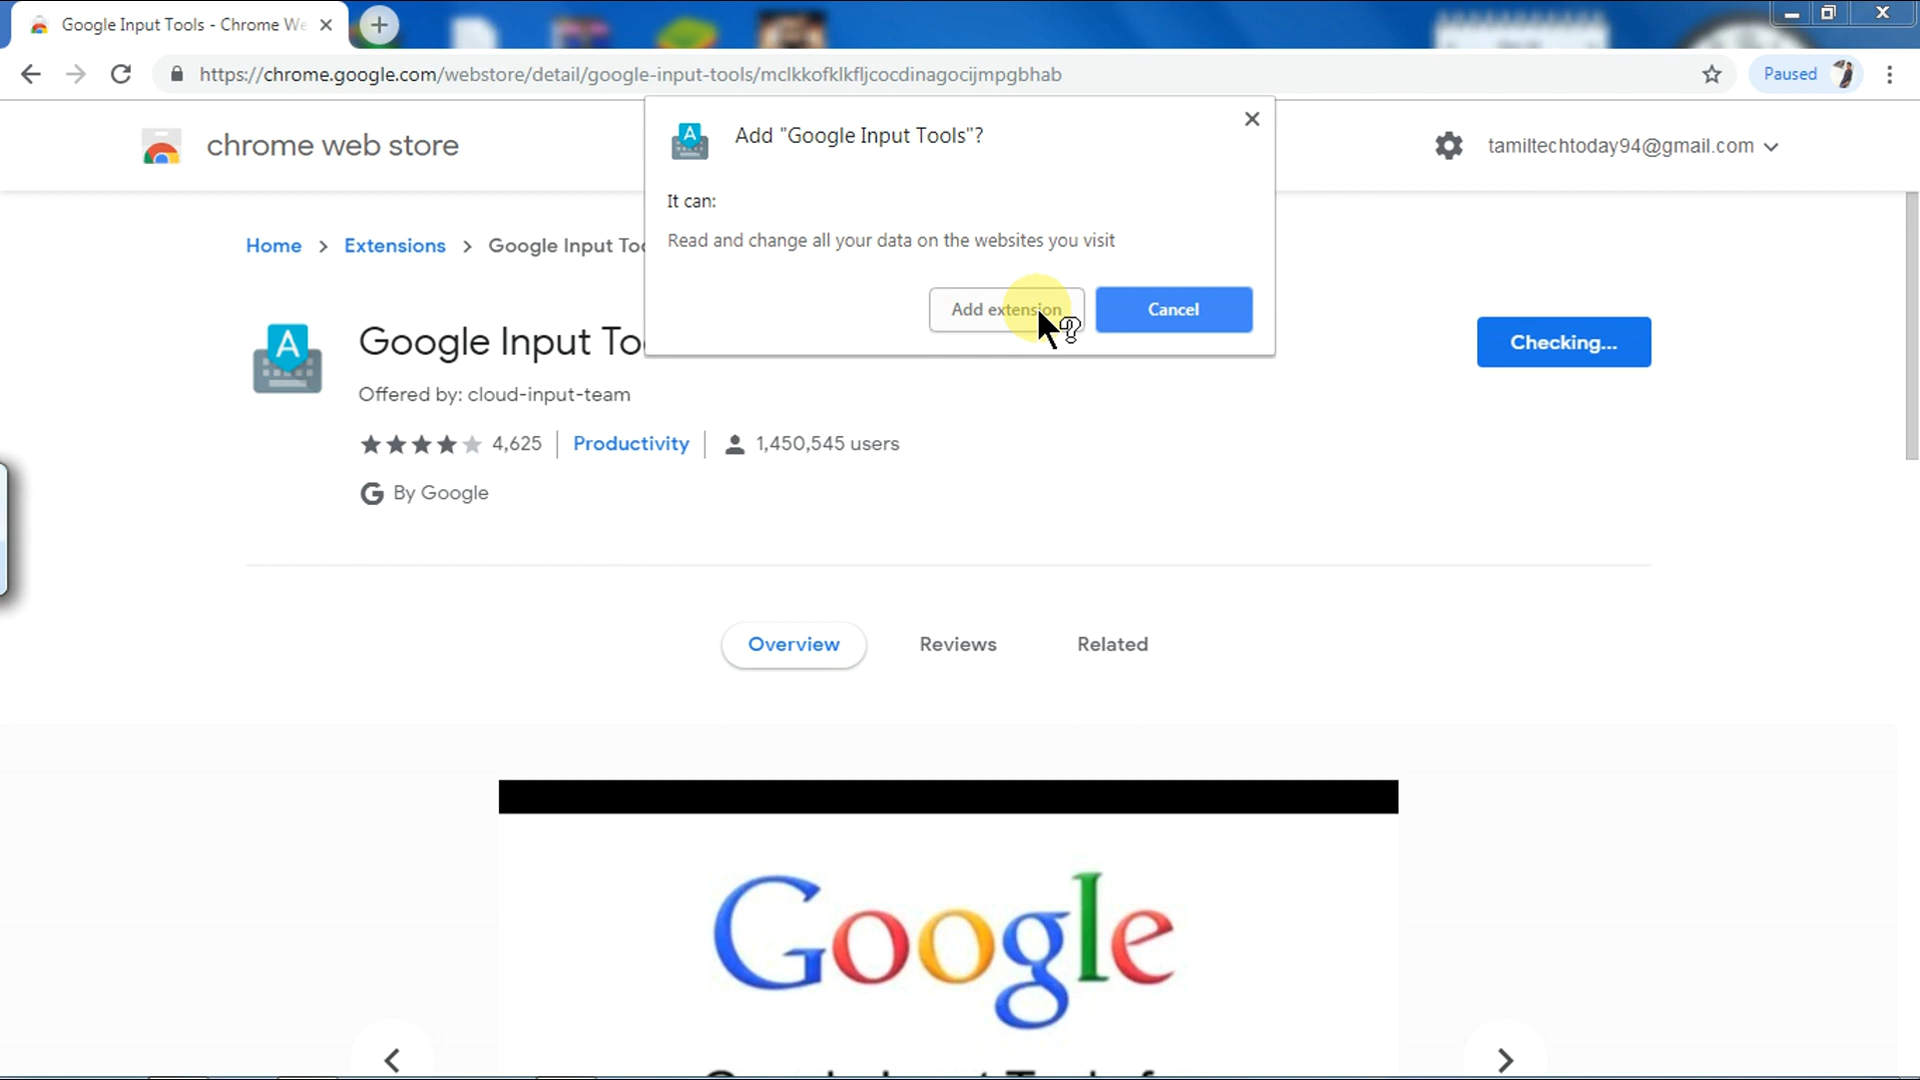 Google Input Tools - Chrome We
https://chrome.google.com/webstore/detail/google-input-tools/mclkkofklkfljcocdinagocijmpgbhab
Paused
chrome web store
tamiltechtoday94@gmail.com
Add "Google Input Tools"?
It can:
Read and change all your data on the websites you visit
Add extension
Cancel
Home > Extensions > Google Input Too
Google Input To
Checking...
Offered by: cloud-input-team
4,625
Productivity
1,450,545 users
G By Google
Overview
Reviews
Related
Google